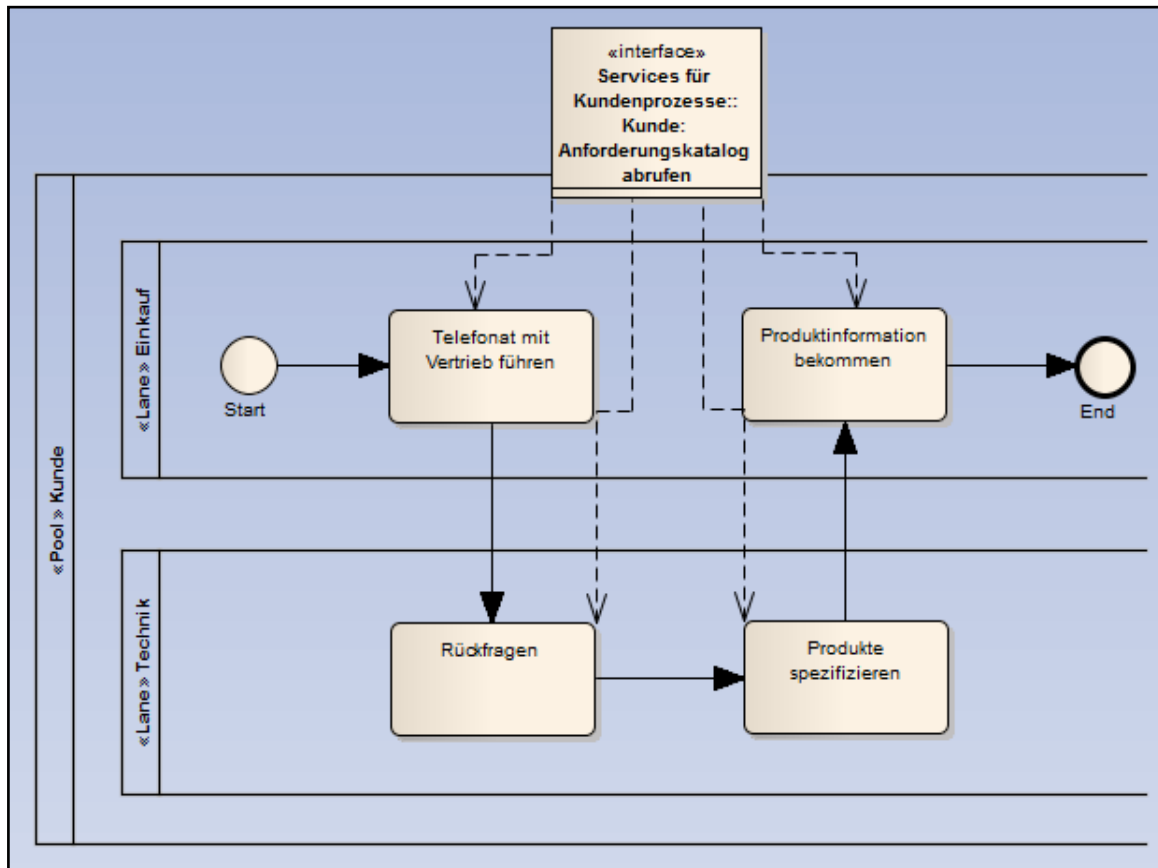 «interface»
Services für
Kundenprozesse::
Kunde:
Anforderungskatalog
abrufen
«Pool» Kunde
«Lane» Einkauf
Start
Telefonat mit
Vertrieb führen
Produktinformation
bekommen
End
«Lane» Technik
Rückfragen
Produkte
spezifizieren